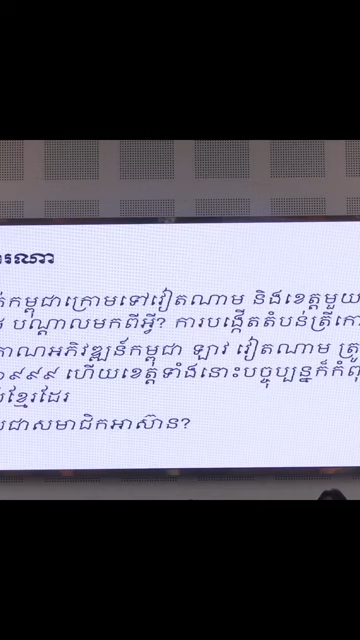 រណា
កម្ពុជាក្រោមទៅវៀតណាម និងខេត្តមួយ
បណ្ដាលមកពីអ្វី? ការបង្កើតតំបន់ត្រីកោ
កោណអភិវឌ្ឍន៍កម្ពុជា ឡាវ វៀតណាម ត្រូ
១៩៩៩ ហើយខេត្តទាំងនោះបច្ចុប្បន្នក៏កំពុ
ខ្មែរដែរ
ជាសមាជិកអាស៊ាន?